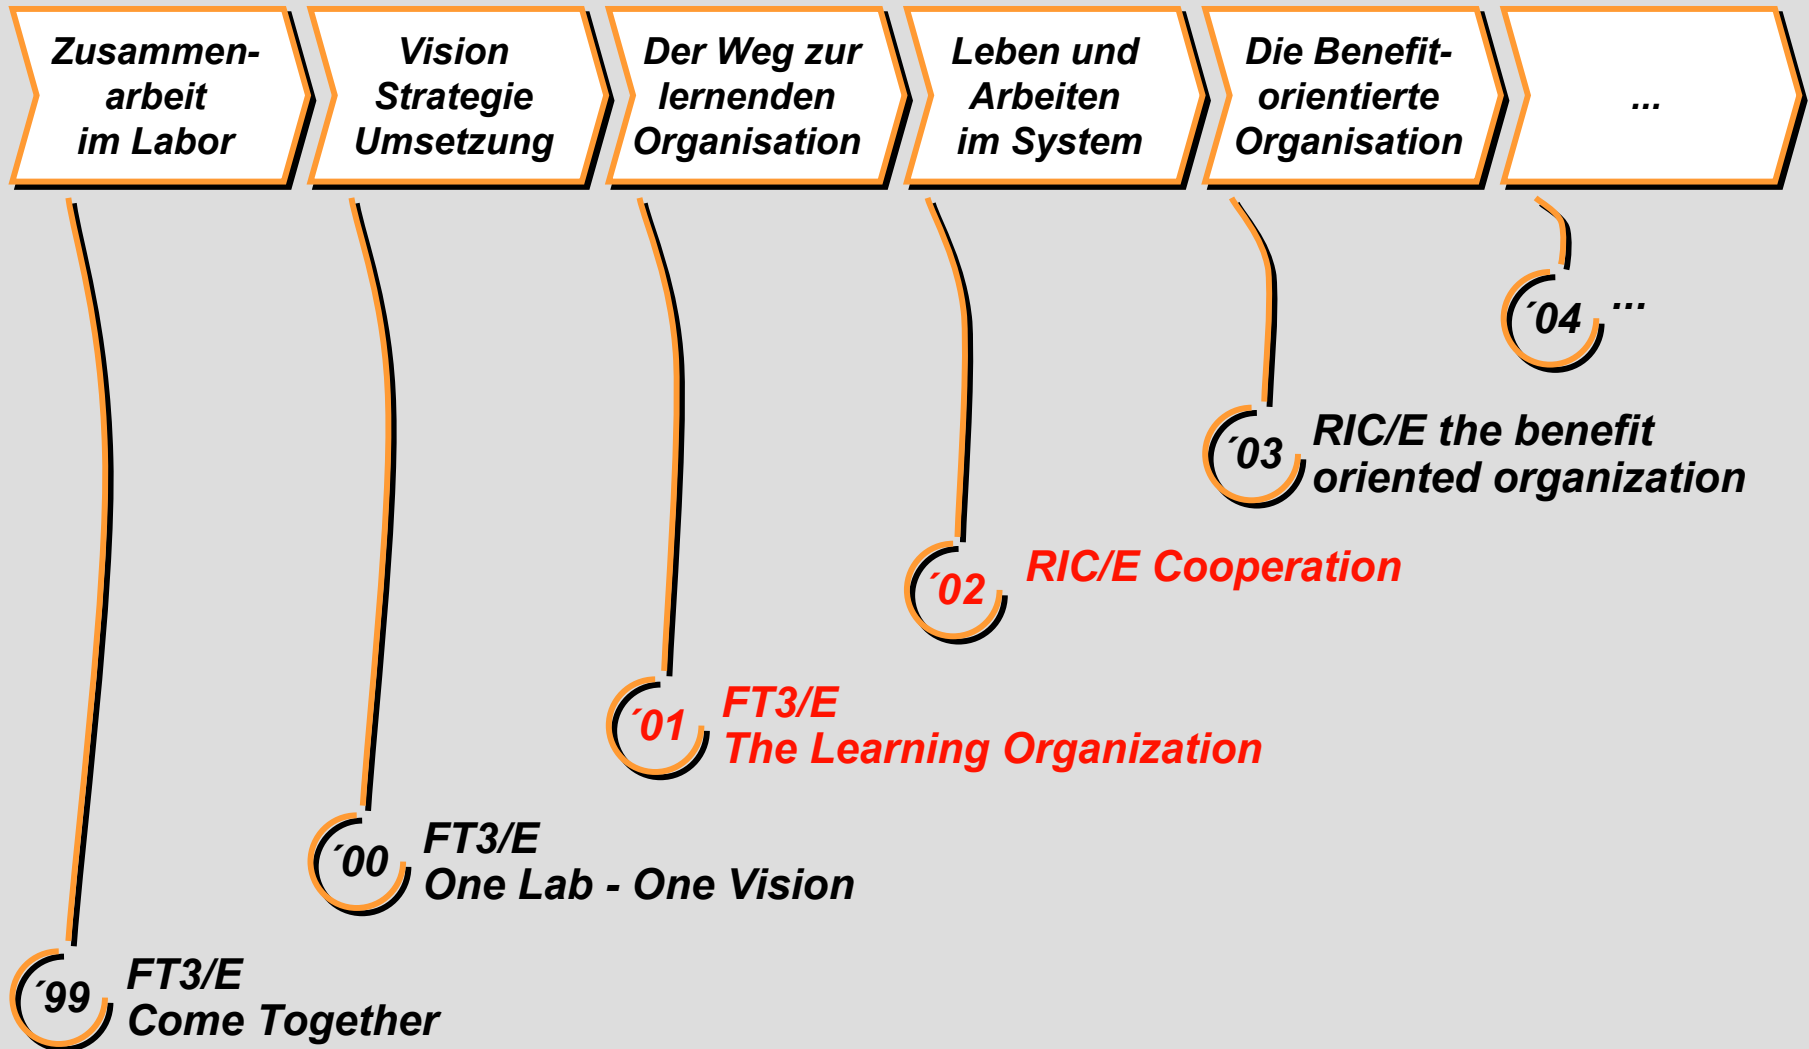 Zusammen-
arbeit
im Labor
Vision
Strategie
Umsetzung
Der Weg zur
lernenden
Organisation
Leben und
Arbeiten
im System
Die Benefit-
orientierte
Organisation
...
´04 ...
´03
RIC/E the benefit
oriented organization
´02
RIC/E Cooperation
´01
FT3/E
The Learning Organization
´00
FT3/E
One Lab - One Vision
´99
FT3/E
Come Together